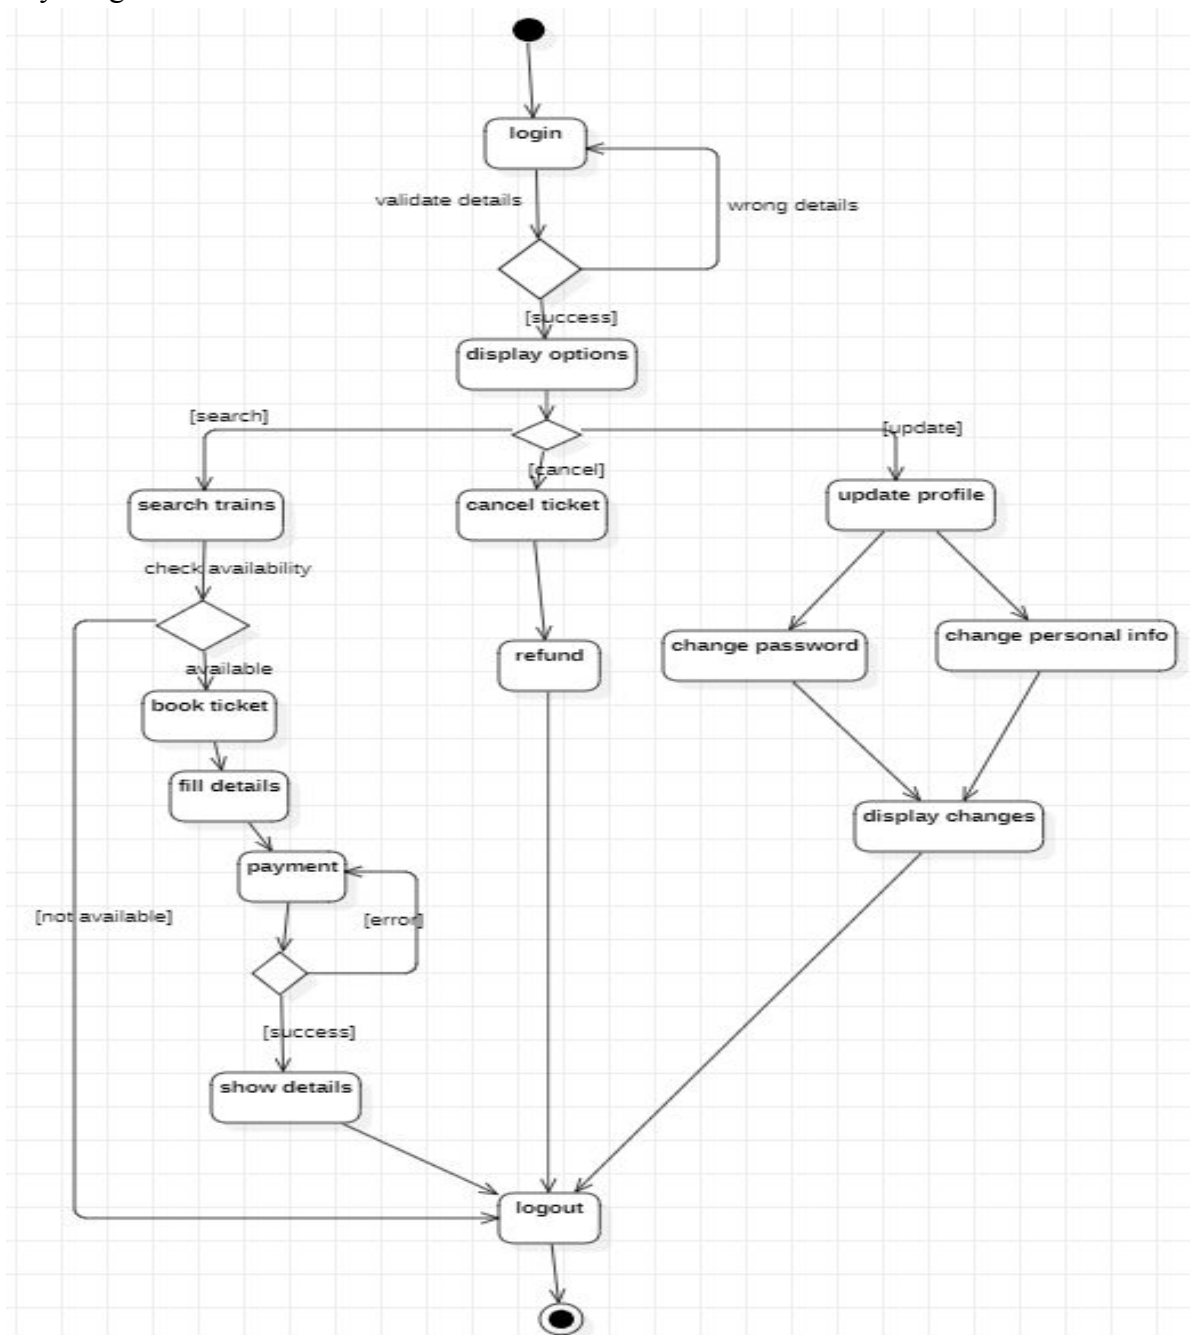 login
validate details
wrong details
[success]
display options
[search]
[update]
[cancel]
search trains
cancel ticket
update profile
check availability
change password
change personal info
refund
available
book ticket
fill details
display changes
payment
[not available]
[error]
[success]
show details
logout